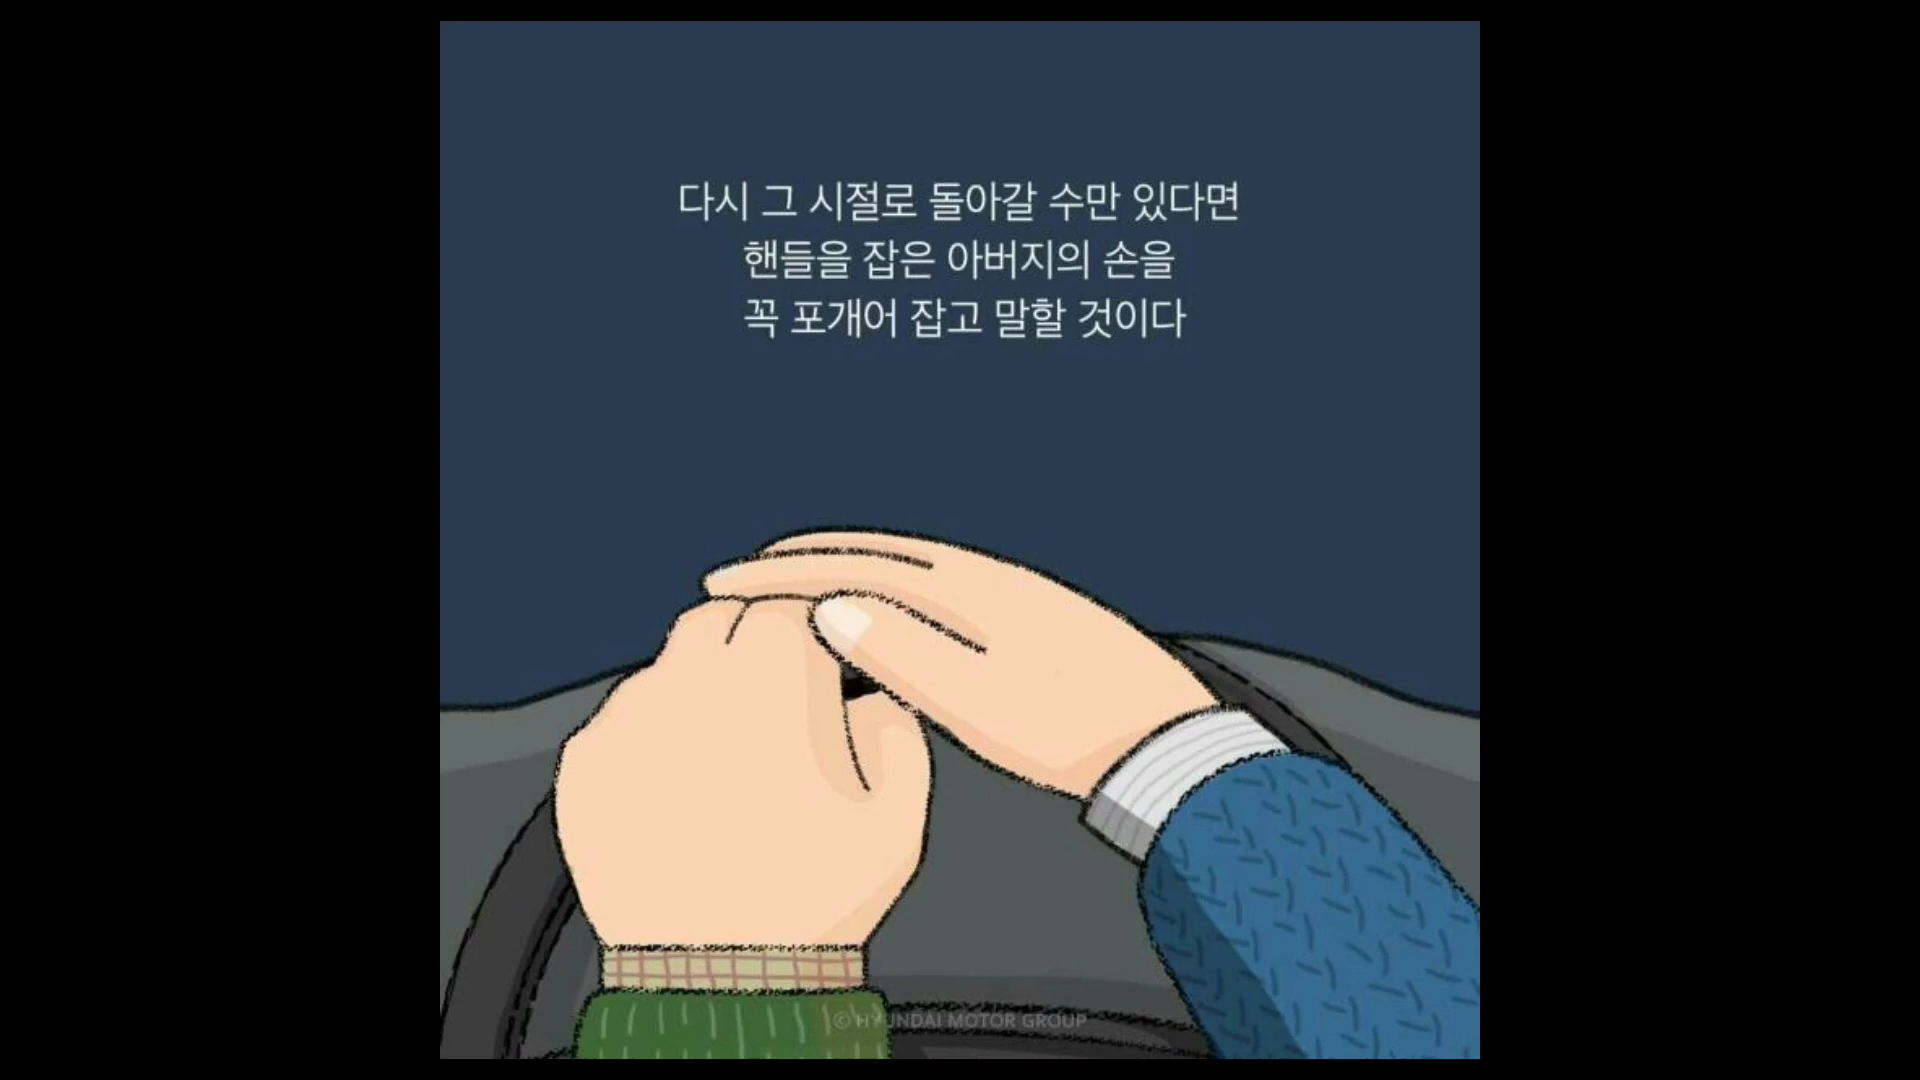 다시 그 시절로 돌아갈 수만 있다면
핸들을 잡은 아버지의 손을
꼭 포개어 잡고 말할 것이다
© HYUNDAI MOTOR GROUP